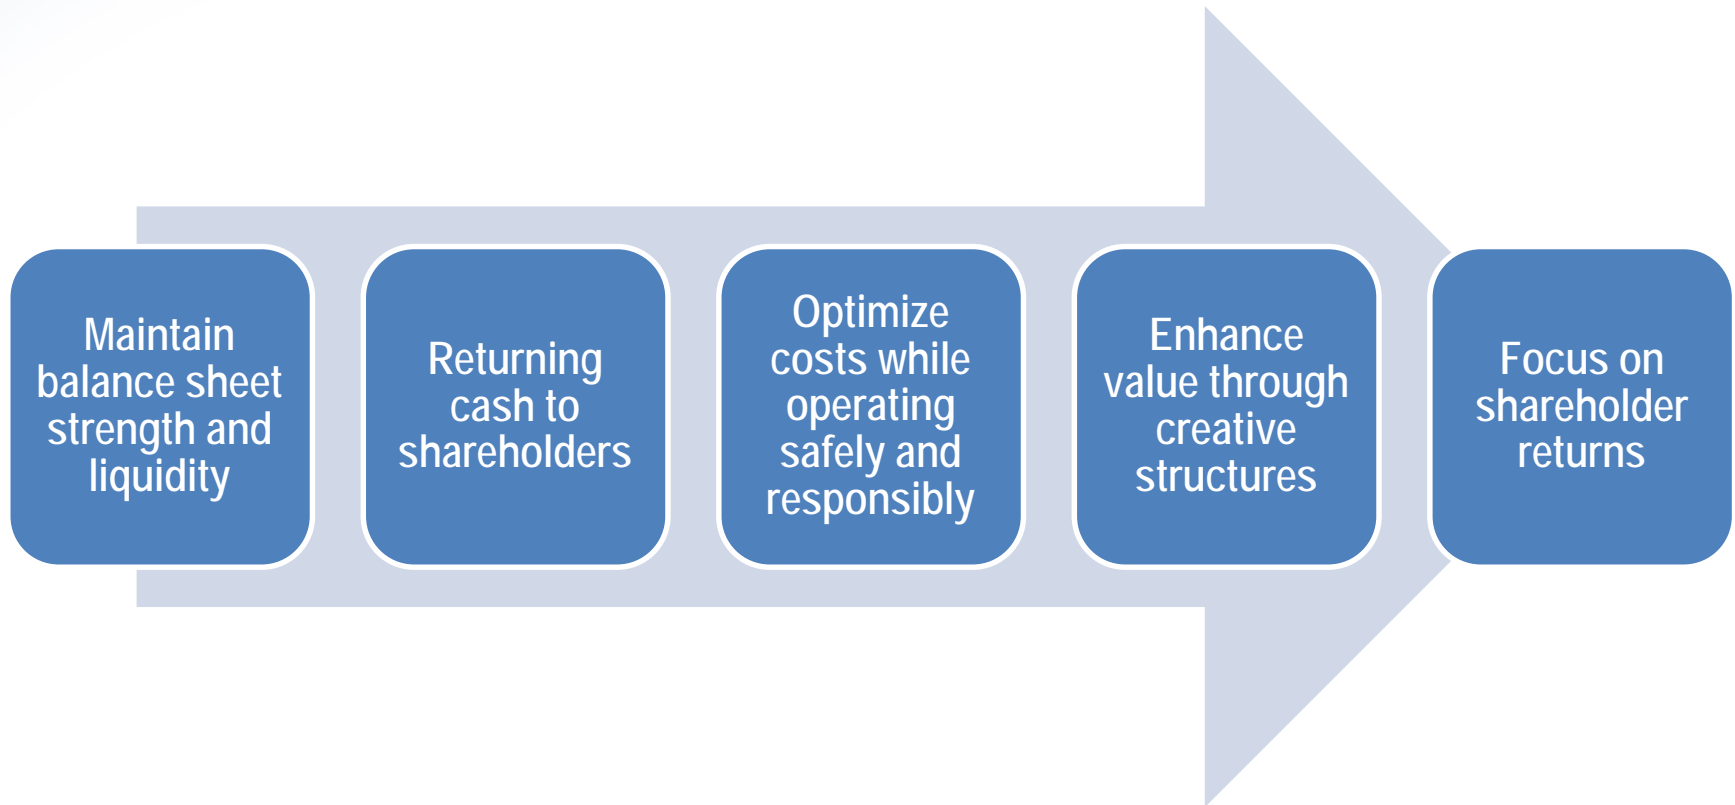 Maintain
balance sheet
strength and
liquidity
Returning
cash to
shareholders
Optimize
costs while
operating
safely and
responsibly
Enhance
value through
creative
structures
Focus on
shareholder
returns